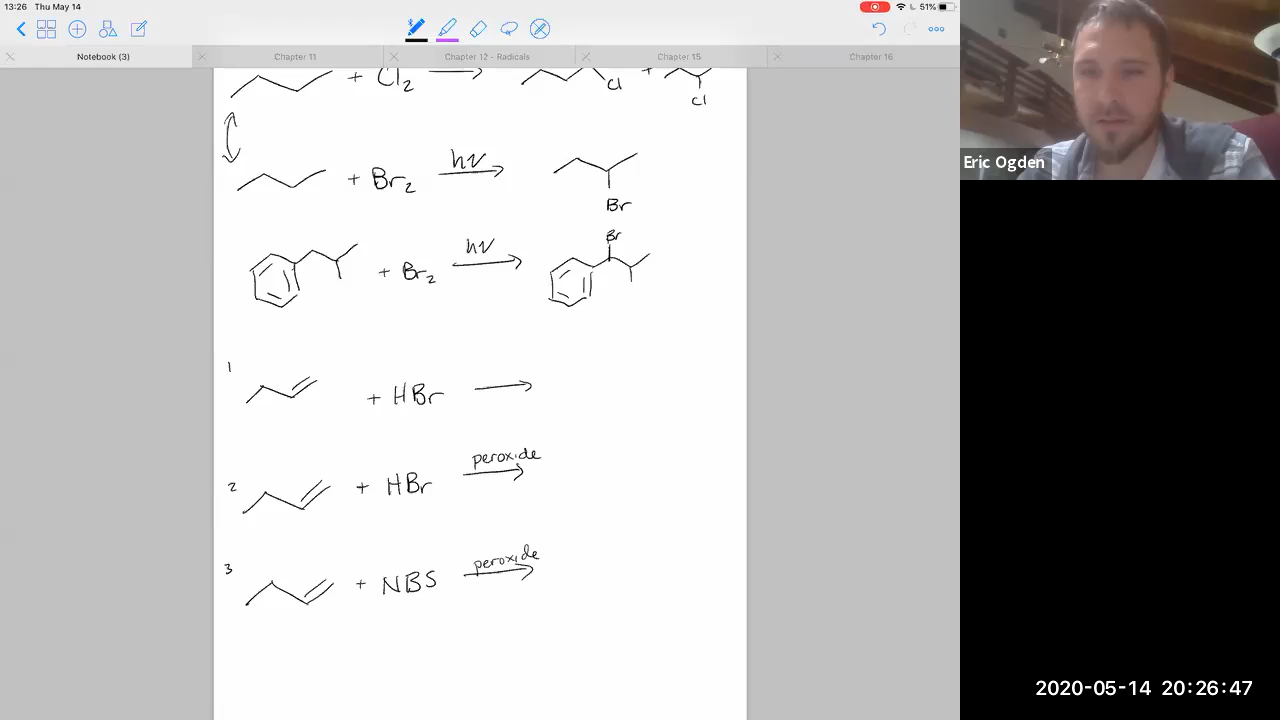 13:26 Thu May 14
51%
Notebook (3)
Chapter 11
Chapter 12 - Radicals
Chapter 15
Chapter 16
+ Cl2 Cl + Cl
+ Br2 hν Br
+ Br2 hν Br
1
+ HBr
2 + HBr peroxide
3 + NBS peroxide
Eric Ogden
2020-05-14 20:26:47